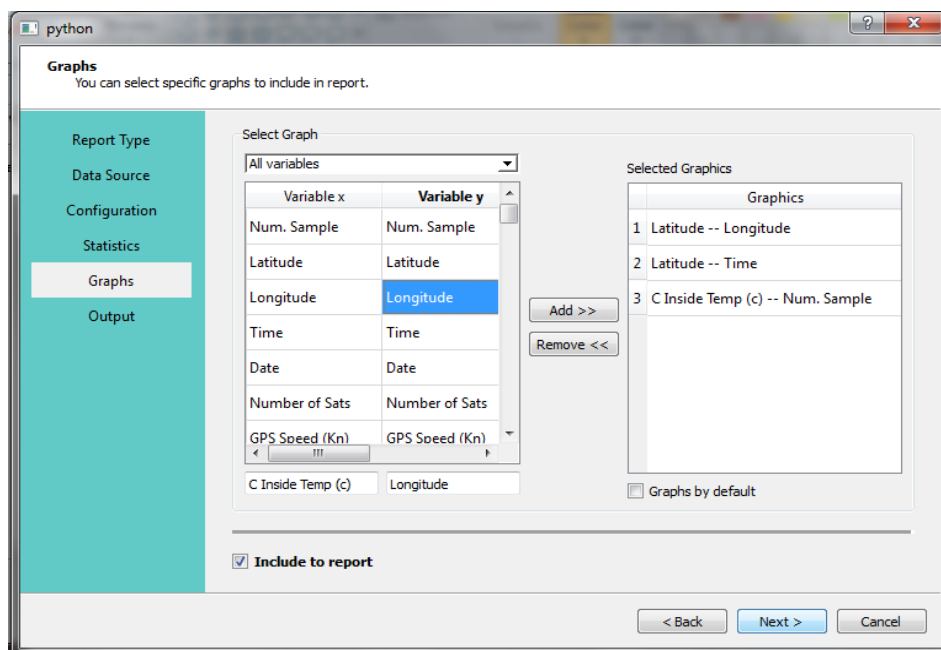 python
Graphs
You can select specific graphs to include in report.
Report Type
Data Source
Configuration
Statistics
Graphs
Output
Select Graph
All variables
Variable x Variable y
Num. Sample Num. Sample
Latitude Latitude
Longitude Longitude
Time Time
Date Date
Number of Sats Number of Sats
GPS Speed (Kn) GPS Speed (Kn)
C Inside Temp (c) Longitude
Add >>
Remove <<
Selected Graphics
Graphics
1 Latitude -- Longitude
2 Latitude -- Time
3 C Inside Temp (c) -- Num. Sample
Graphs by default
Include to report
< Back Next > Cancel